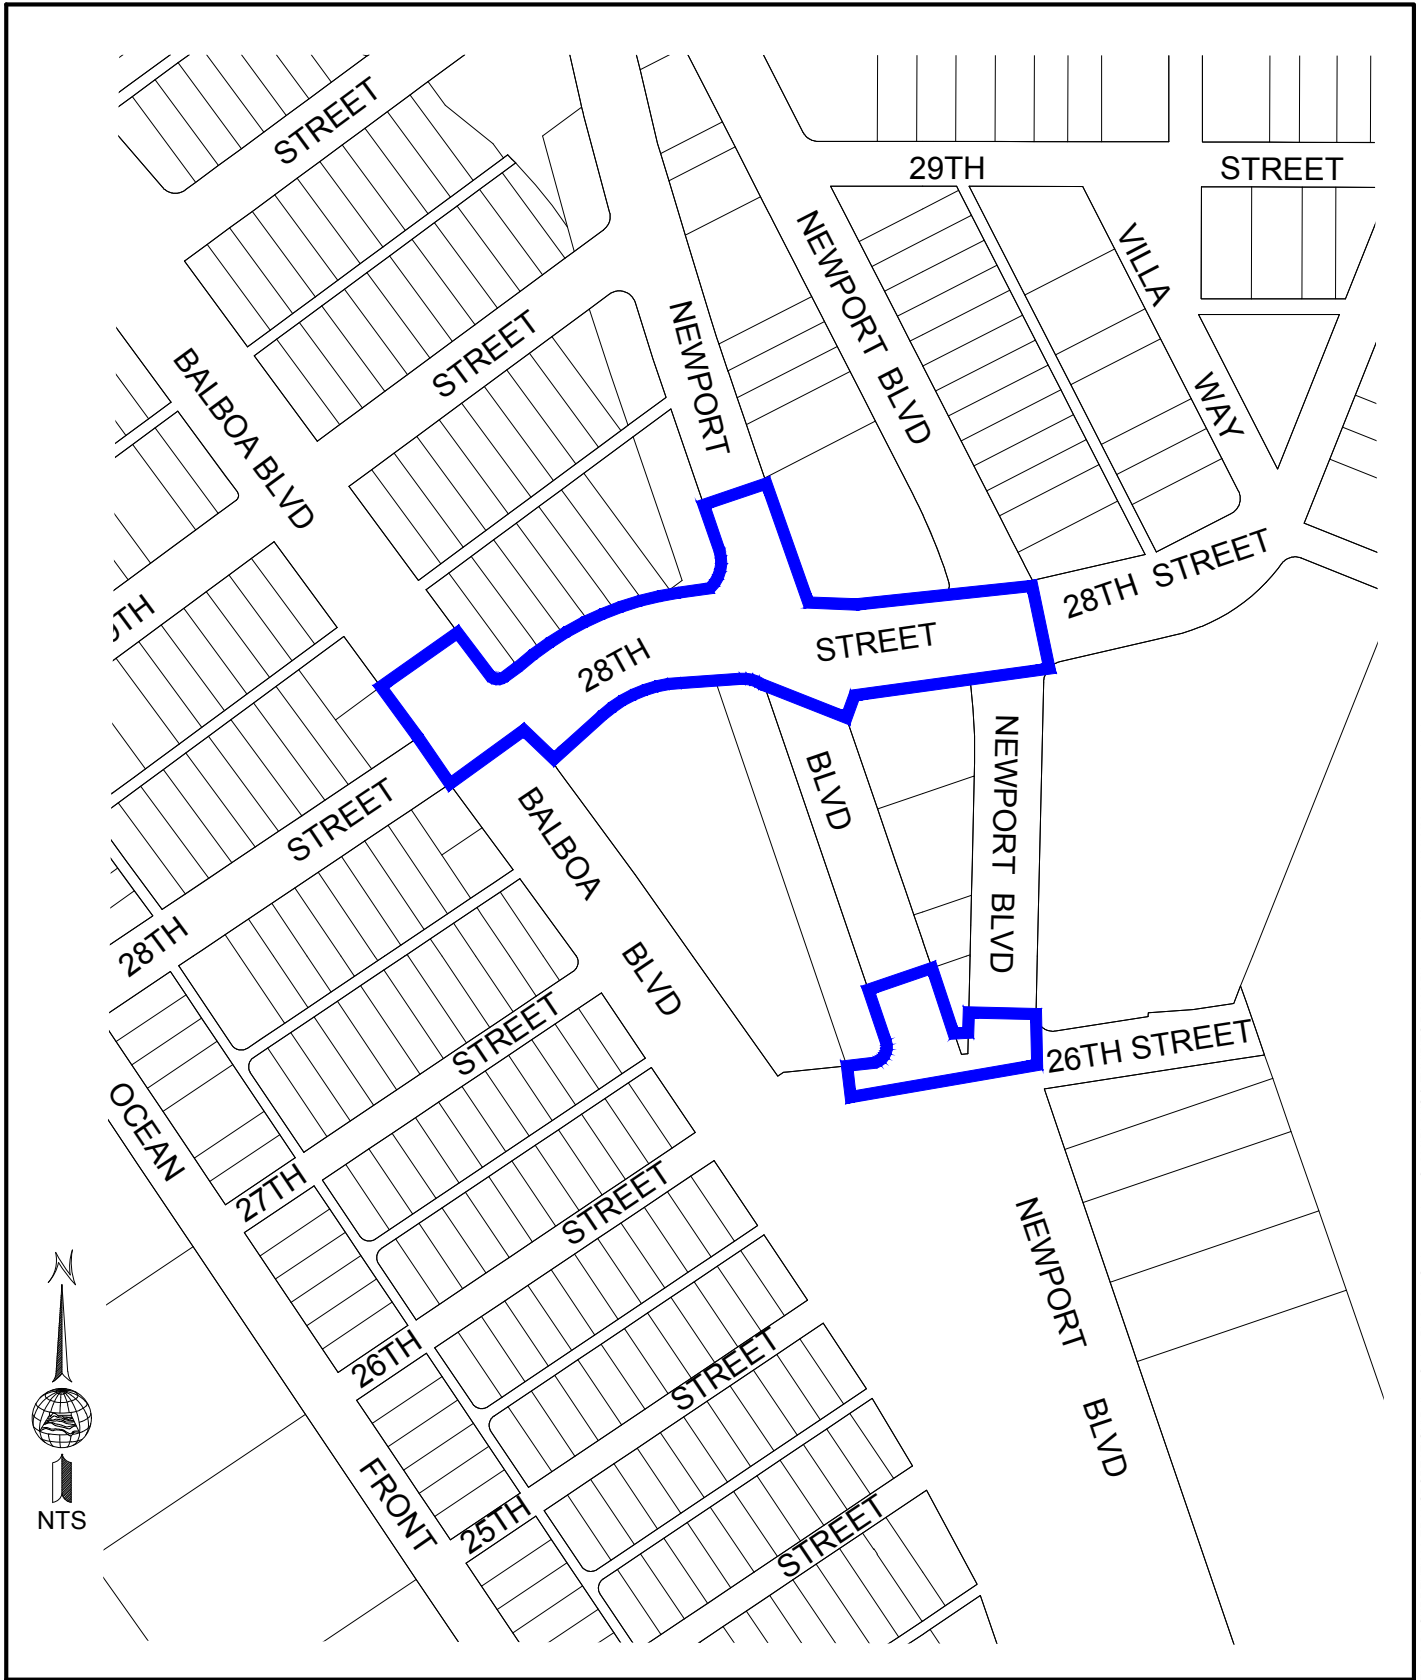 STREET
29TH
STREET
NEWPORT BLVD
VILLA
WAY
NEWPORT
STREET
BALBOA BLVD
28TH STREET
28TH
STREET
BLVD
NEWPORT BLVD
STREET
28TH
BALBOA
BLVD
STREET
27TH
26TH STREET
OCEAN
FRONT
STREET
26TH
NEWPORT
BLVD
STREET
25TH
STREET
NTS
N